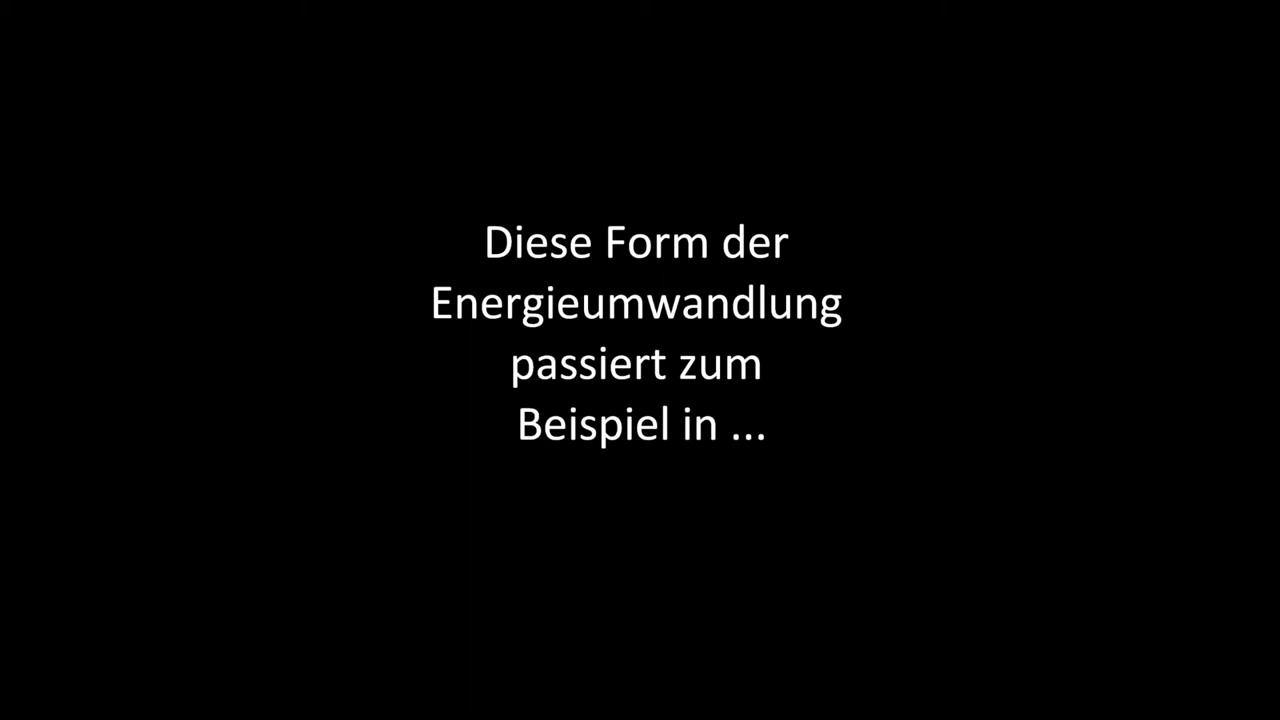 Diese Form der
Energieumwandlung
passiert zum
Beispiel in ...